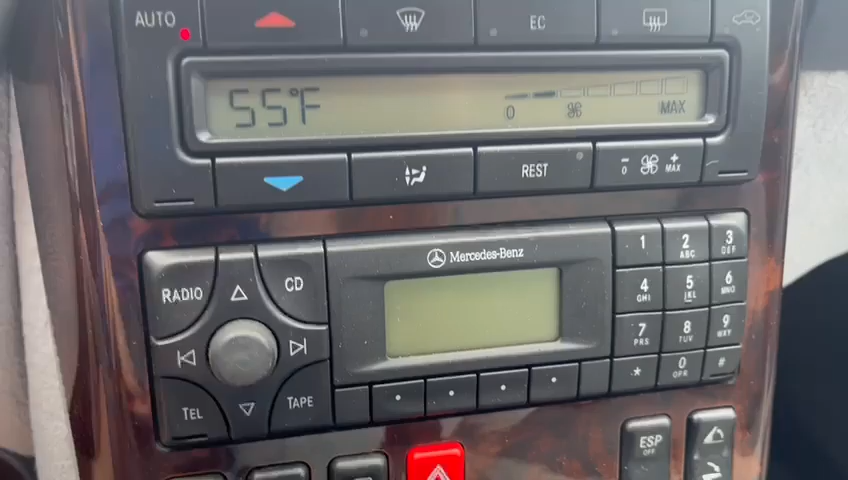 AUTO
EC
55°F
0
MAX
REST
- 0 + MAX
Mercedes-Benz
RADIO
CD
TEL
TAPE
1
2 ABC
3 DEF
4 GHI
5 JKL
6 MNO
7 PRS
8 TUV
9 WXY
*
0 OPR
#
ESP
OFF